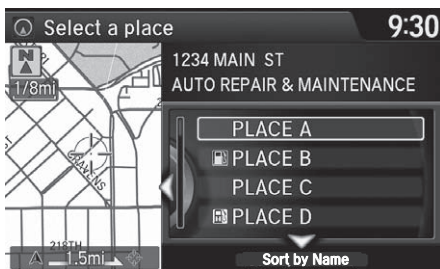 Select a place
9:30
N
1/8mi
1234 MAIN ST
AUTO REPAIR & MAINTENANCE
PLACE A
PLACE B
PLACE C
PLACE D
CRAVENS
218TH
1.5mi
Sort by Name